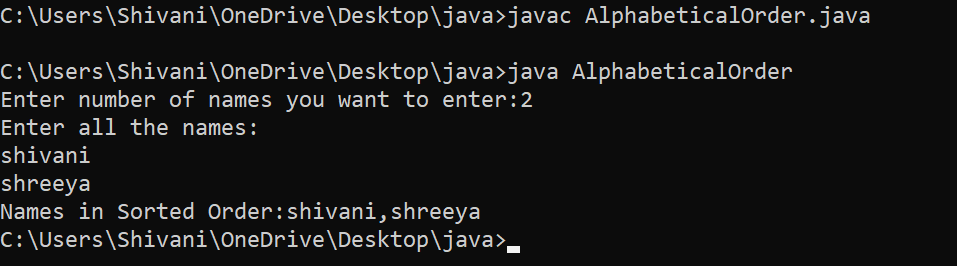 C:\Users\Shivani\OneDrive\Desktop\java>javac AlphabeticalOrder.java
C:\Users\Shivani\OneDrive\Desktop\java>java AlphabeticalOrder
Enter number of names you want to enter:2
Enter all the names:
shivani
shreeya
Names in Sorted Order:shivani,shreeya
C:\Users\Shivani\OneDrive\Desktop\java>